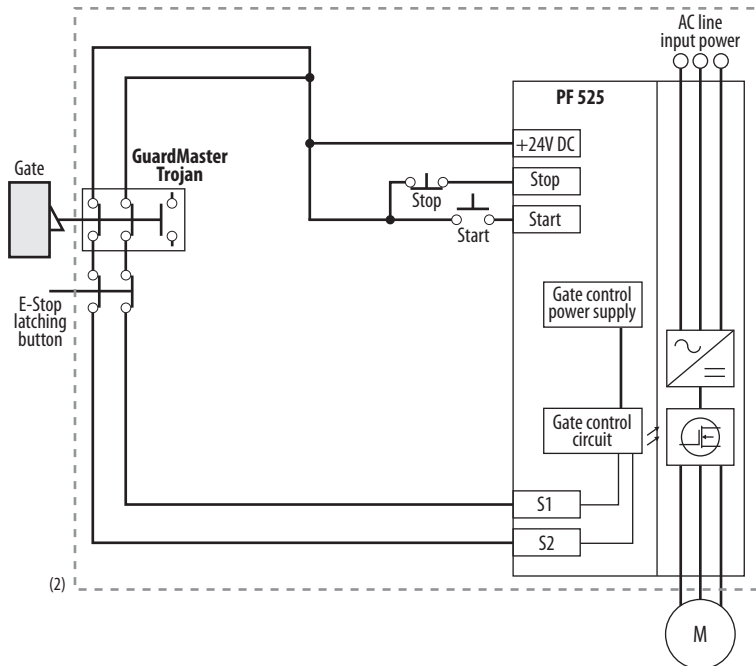 AC line
input power
PF 525
GuardMaster
Trojan
Gate
+24V DC
Stop
Stop
Start
Start
Gate control
power supply
E-Stop
latching
button
Gate control
circuit
S1
S2
(2)
M